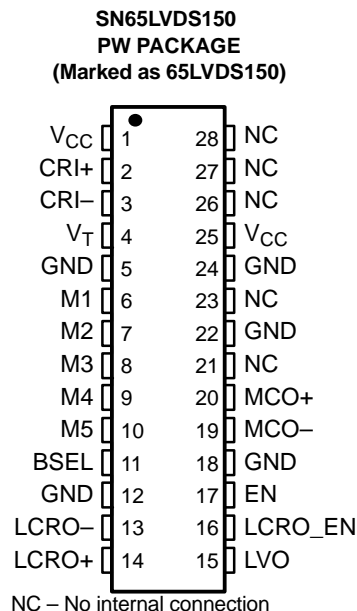 SN65LVDS150
PW PACKAGE
(Marked as 65LVDS150)
VCC 1 28 NC
CRI+ 2 27 NC
CRI– 3 26 NC
VT 4 25 VCC
GND 5 24 GND
M1 6 23 NC
M2 7 22 GND
M3 8 21 NC
M4 9 20 MCO+
M5 10 19 MCO–
BSEL 11 18 GND
GND 12 17 EN
LCRO– 13 16 LCRO_EN
LCRO+ 14 15 LVO
NC – No internal connection